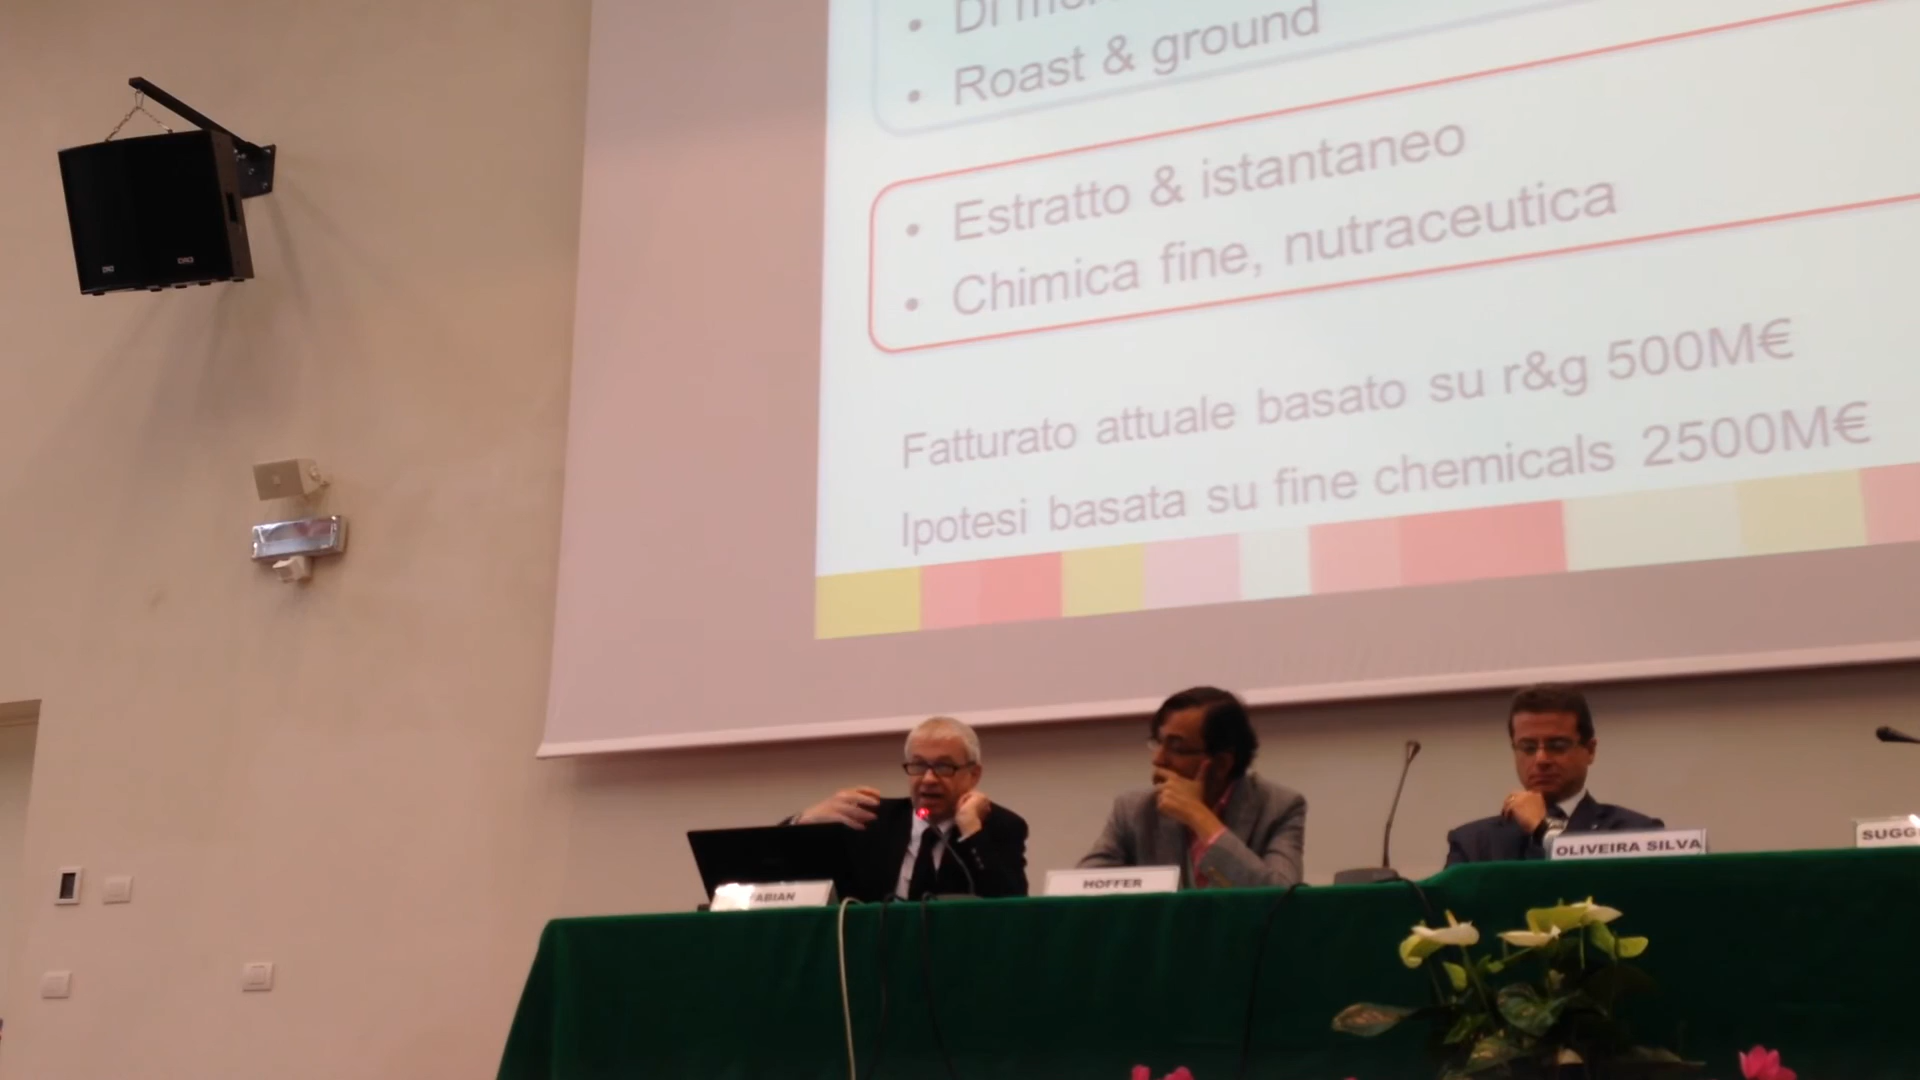 • Roast & ground
• Estratto & istantaneo
• Chimica fine, nutraceutica
Fatturato attuale basato su r&g 500M€
Ipotesi basata su fine chemicals 2500M€
FABIAN
HOFFER
OLIVEIRA SILVA